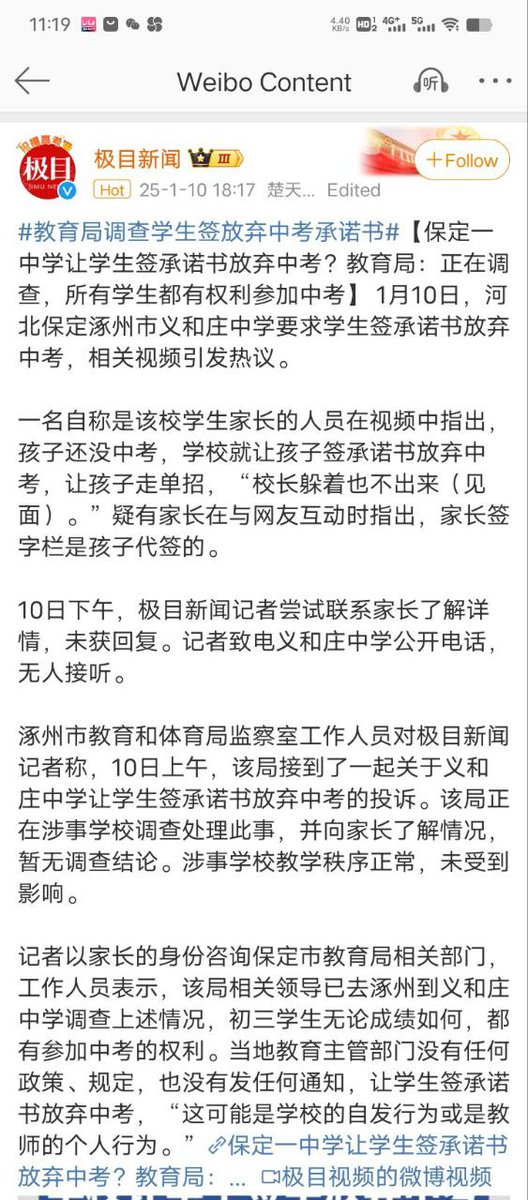 11:19
4.40
KB/s
HD 1 2
4G+
5G
Weibo Content
听
极目
JIMU NE
极目新闻
III
+Follow
Hot 25-1-10 18:17 楚天... Edited
#教育局调查学生签放弃中考承诺书#【保定一
中学让学生签承诺书放弃中考？教育局：正在调
查，所有学生都有权利参加中考】 1月10日，河
北保定涿州市义和庄中学要求学生签承诺书放弃
中考，相关视频引发热议。
一名自称是该校学生家长的人员在视频中指出，
孩子还没中考，学校就让孩子签承诺书放弃中
考，让孩子走单招，“校长躲着也不出来（见
面）。”疑有家长在与网友互动时指出，家长签
字栏是孩子代签的。
10日下午，极目新闻记者尝试联系家长了解详
情，未获回复。记者致电义和庄中学公开电话，
无人接听。
涿州市教育和体育局监察室工作人员对极目新闻
记者称，10日上午，该局接到了一起关于义和
庄中学让学生签承诺书放弃中考的投诉。该局正
在涉事学校调查处理此事，并向家长了解情况，
暂无调查结论。涉事学校教学秩序正常，未受到
影响。
记者以家长的身份咨询保定市教育局相关部门，
工作人员表示，该局相关领导已去涿州到义和庄
中学调查上述情况，初三学生无论成绩如何，都
有参加中考的权利。当地教育主管部门没有任何
政策、规定，也没有发任何通知，让学生签承诺
书放弃中考，“这可能是学校的自发行为或是教
师的个人行为。” 保定一中学让学生签承诺书
放弃中考？教育局：... 极目视频的微博视频